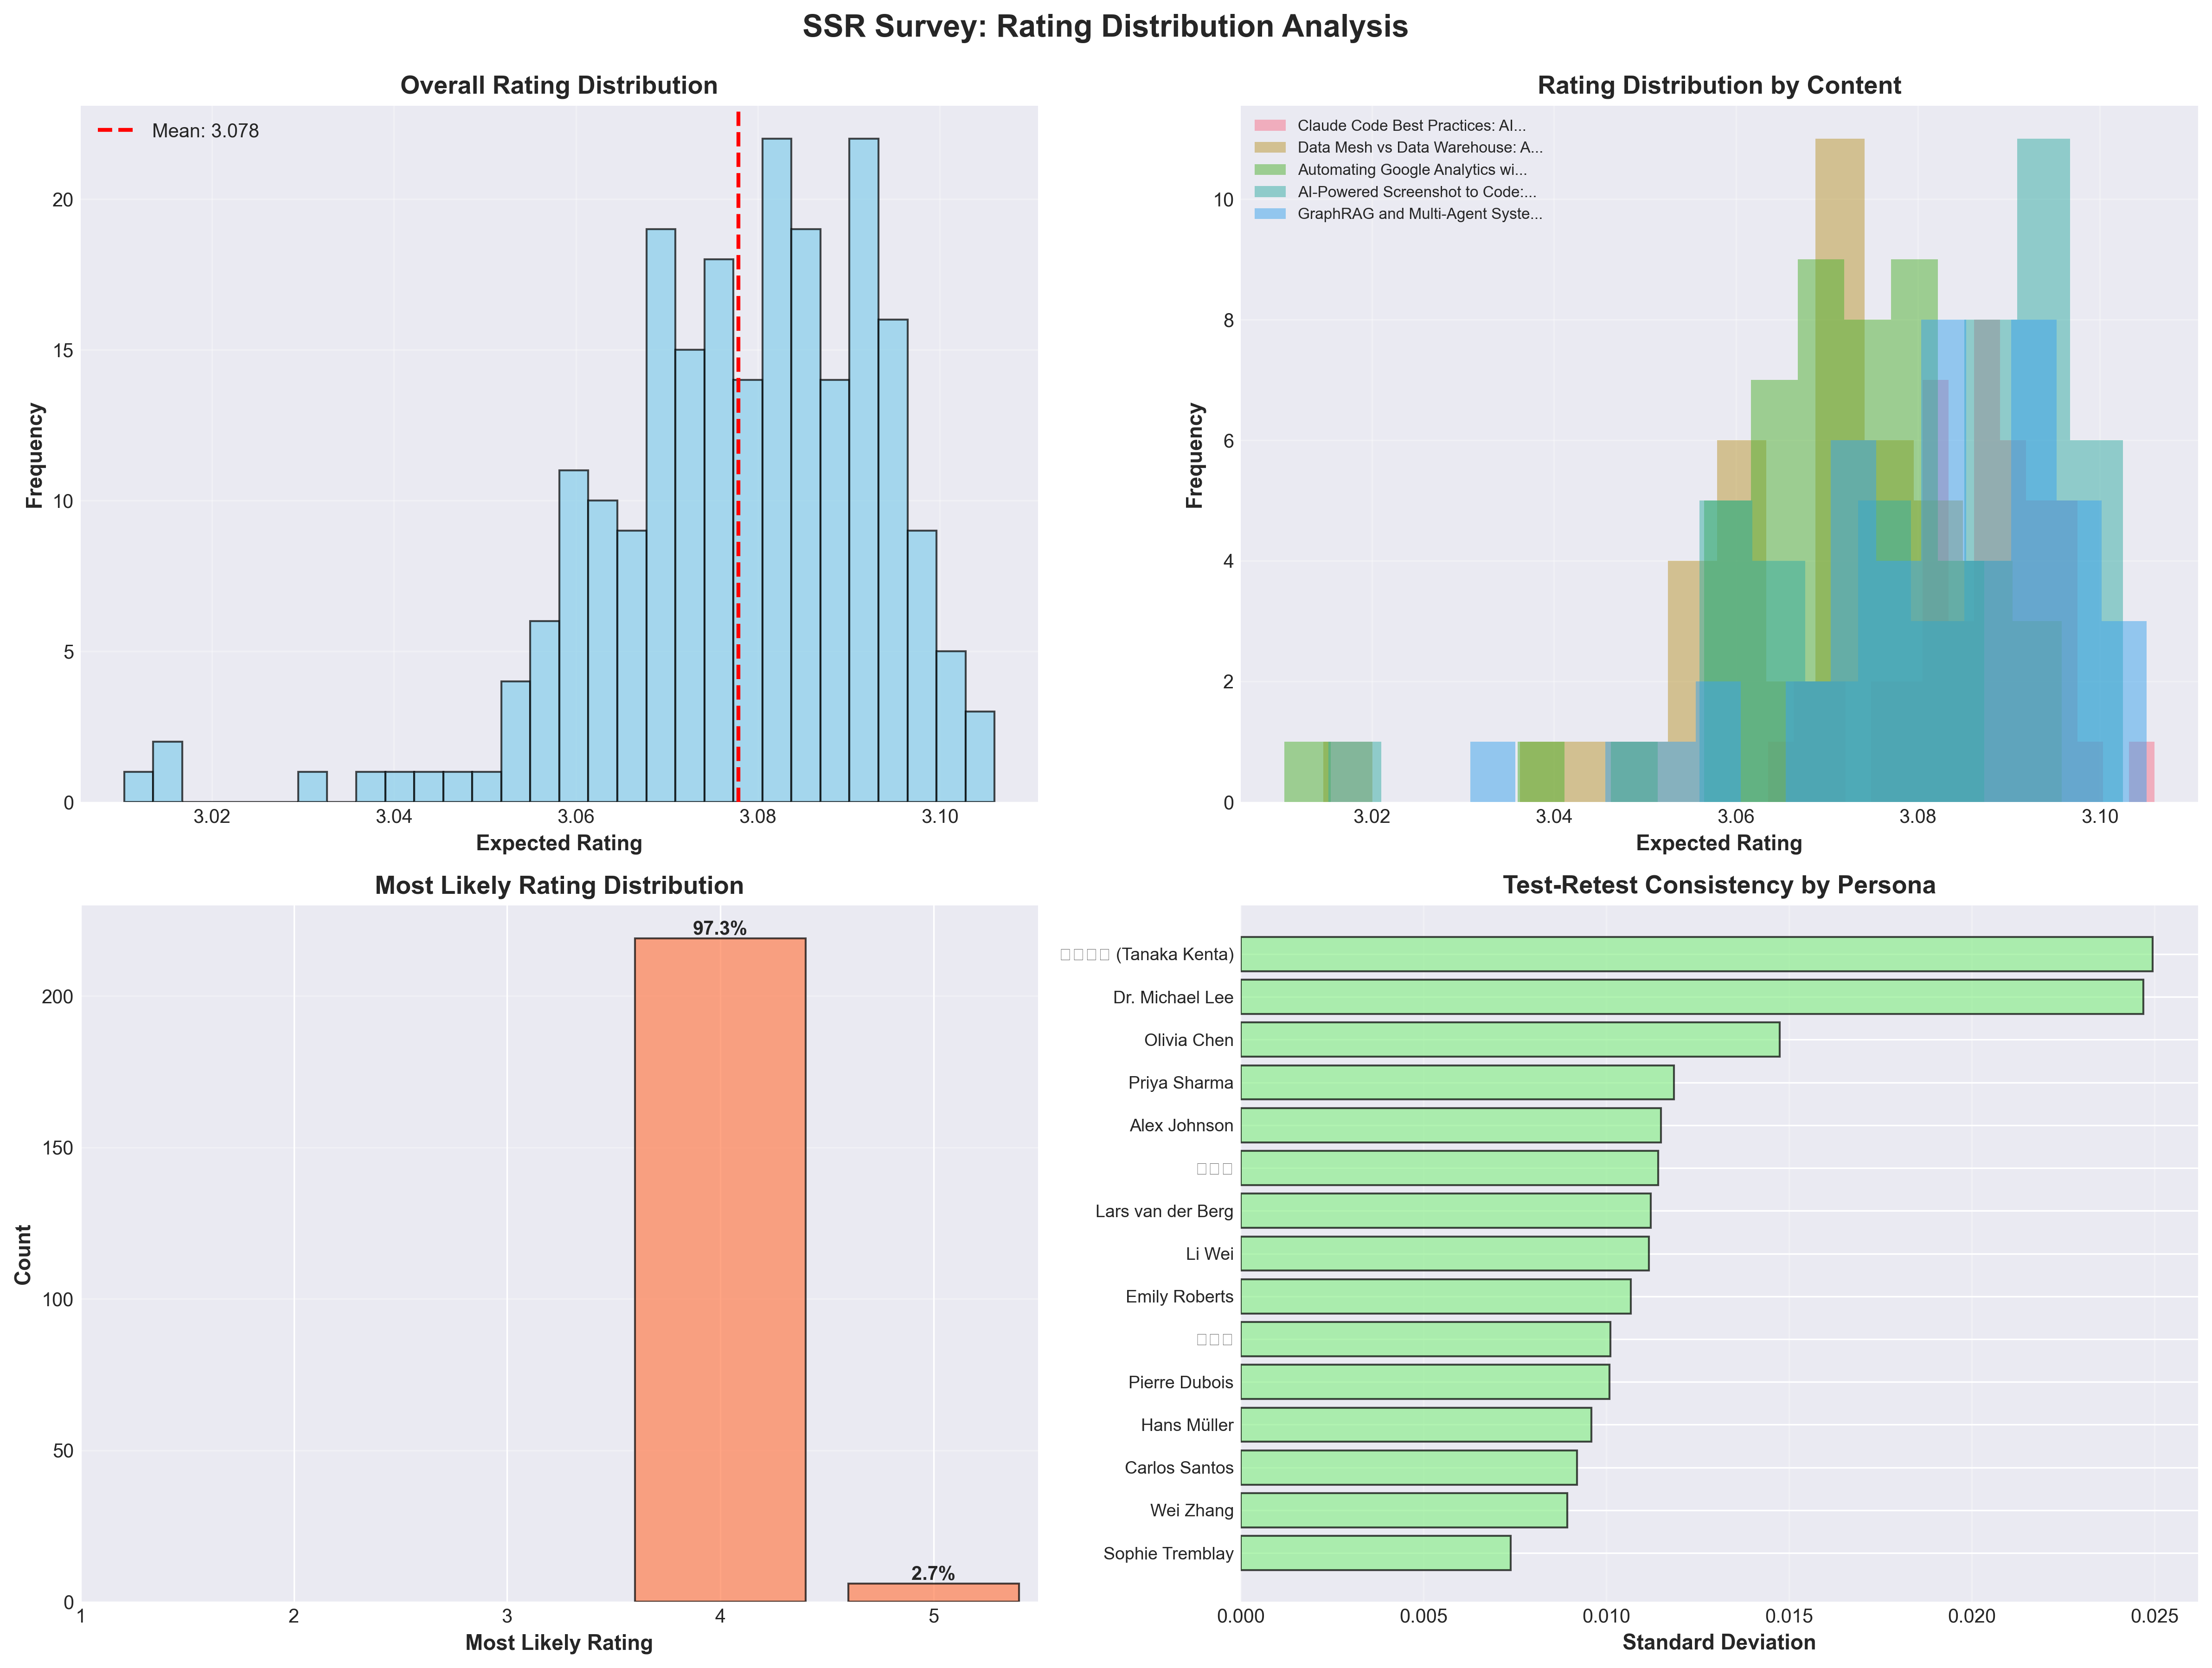 SSR Survey: Rating Distribution Analysis
Overall Rating Distribution
Mean: 3.078
Frequency
20
15
10
5
0
3.02 3.04 3.06 3.08 3.10
Expected Rating
Rating Distribution by Content
Claude Code Best Practices: AI...
Data Mesh vs Data Warehouse: A...
Automating Google Analytics wi...
AI-Powered Screenshot to Code:...
GraphRAG and Multi-Agent Syste...
Frequency
10
8
6
4
2
0
3.02 3.04 3.06 3.08 3.10
Expected Rating
Most Likely Rating Distribution
97.3%
2.7%
Count
200
150
100
50
0
1 2 3 4 5
Most Likely Rating
Test-Retest Consistency by Persona
(Tanaka Kenta)
Dr. Michael Lee
Olivia Chen
Priya Sharma
Alex Johnson
Lars van der Berg
Li Wei
Emily Roberts
Pierre Dubois
Hans Müller
Carlos Santos
Wei Zhang
Sophie Tremblay
0.000 0.005 0.010 0.015 0.020 0.025
Standard Deviation